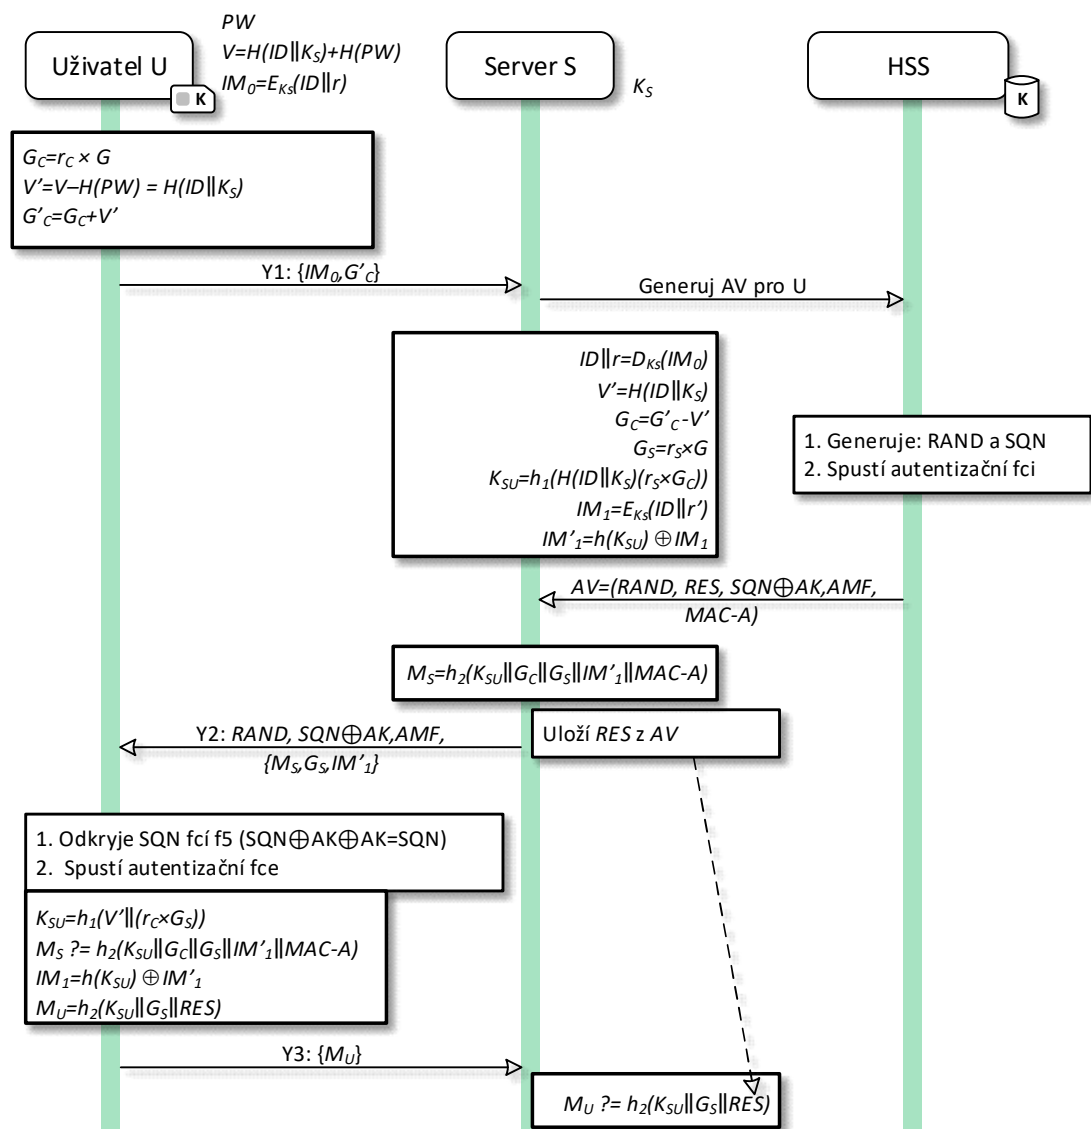 PW
V=H(ID‖K_S)+H(PW)
IM_0=E_Ks(ID‖r)
Uživatel U
K
Server S
K_S
HSS
K
G_C=r_C × G
V'=V–H(PW) = H(ID‖K_S)
G'_C=G_C+V'
Y1: {IM_0,G'_C}
Generuj AV pro U
ID‖r=D_Ks(IM_0)
V'=H(ID‖K_S)
G_C=G'_C-V'
G_S=r_S×G
K_SU=h_1(H(ID‖K_S)(r_S×G_C))
IM_1=E_Ks(ID‖r')
IM'_1=h(K_SU) ⊕ IM_1
1. Generuje: RAND a SQN
2. Spustí autentizační fci
AV=(RAND, RES, SQN⊕AK,AMF,
MAC-A)
M_S=h_2(K_SU‖G_C‖G_S‖IM'_1‖MAC-A)
Uloží RES z AV
Y2: RAND, SQN⊕AK,AMF,
{M_S,G_S,IM'_1}
1. Odkryje SQN fcí f5 (SQN⊕AK⊕AK=SQN)
2. Spustí autentizační fce
K_SU=h_1(V'‖(r_C×G_S))
M_S ?= h_2(K_SU‖G_C‖G_S‖IM'_1‖MAC-A)
IM_1=h(K_SU) ⊕ IM'_1
M_U=h_2(K_SU‖G_S‖RES)
Y3: {M_U}
M_U ?= h_2(K_SU‖G_S‖RES)